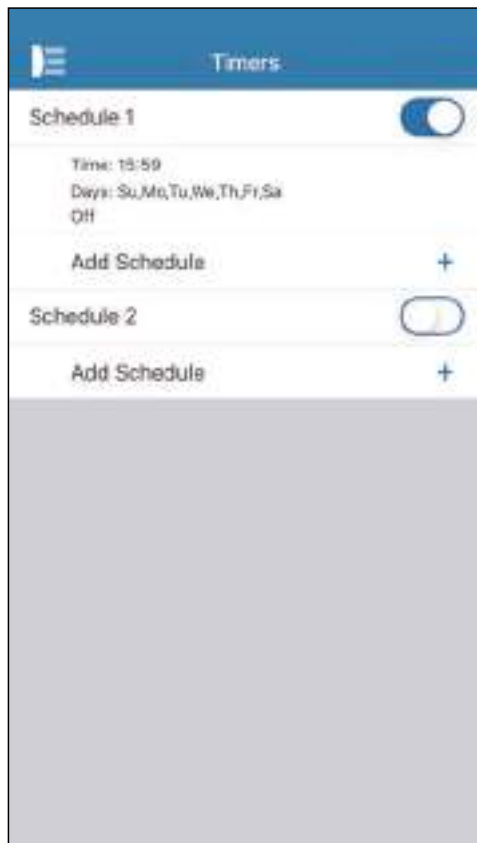 Timers
Schedule 1
Time: 15:59
Days: Su,Mo,Tu,We,Th,Fr,Sa
Off
Add Schedule +
Schedule 2
Add Schedule +